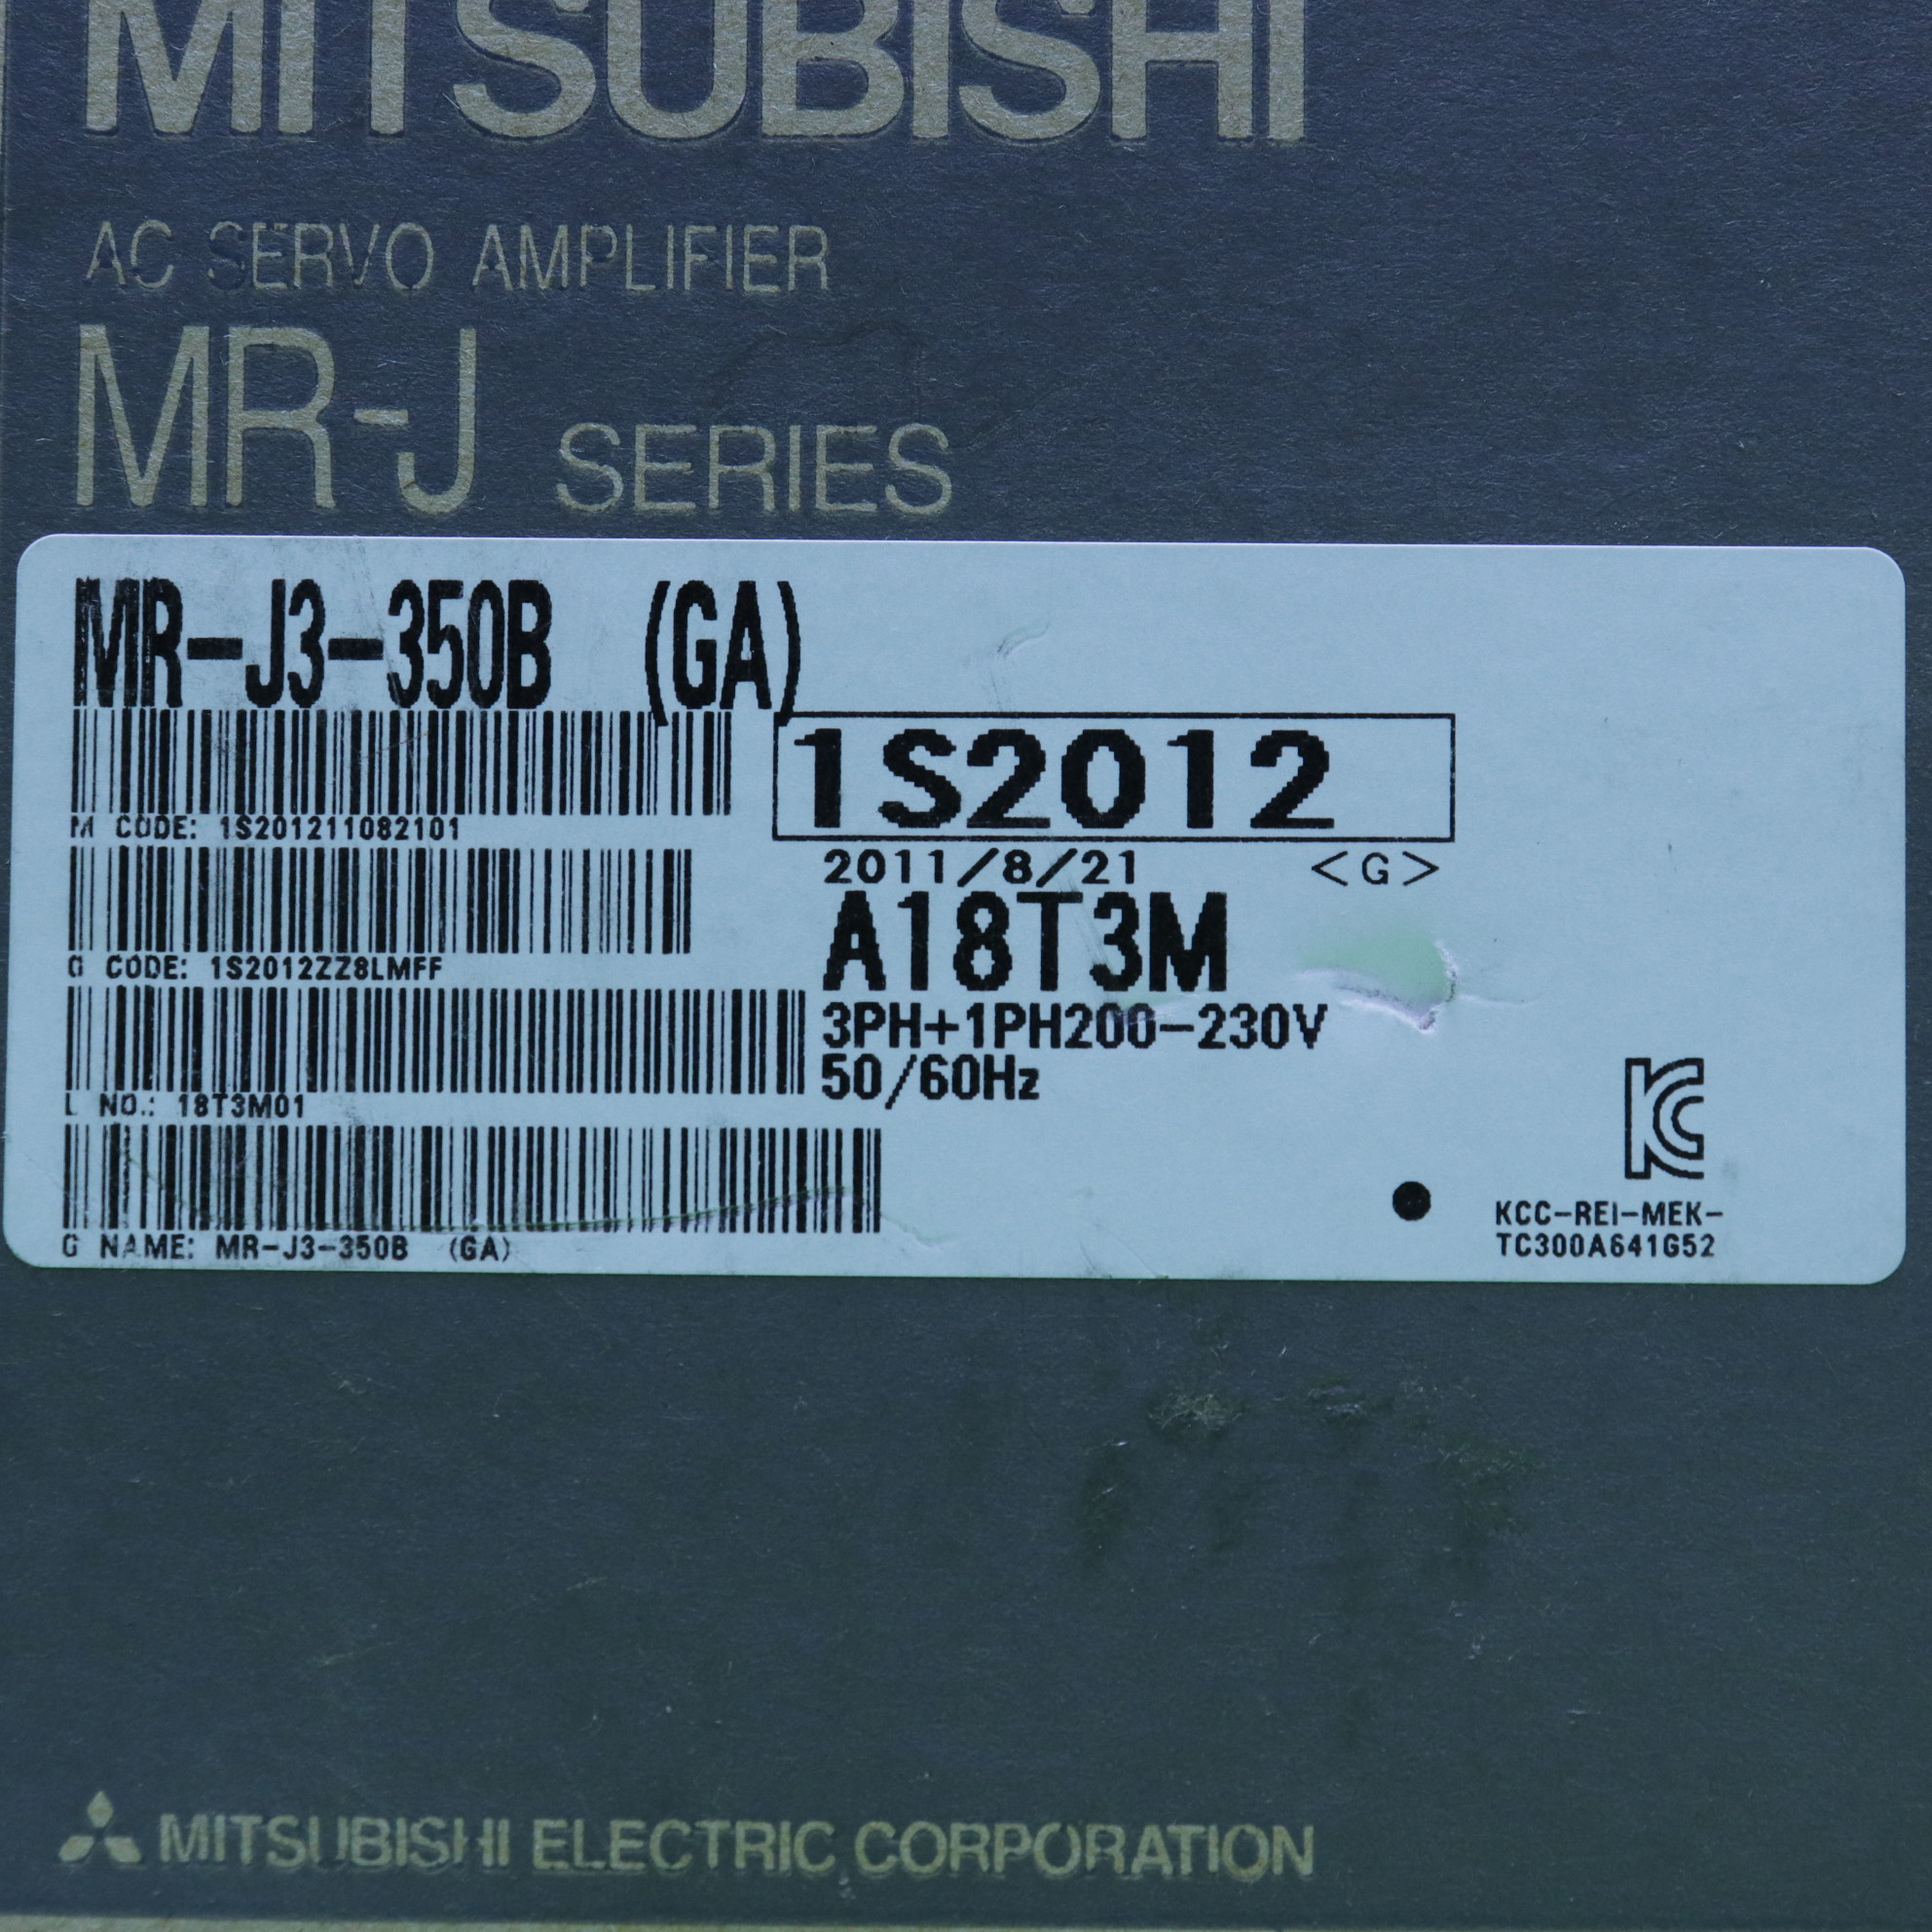 MITSUBISHI
AC SERVO AMPLIFIER
MR-J SERIES
MR-J3-350B (GA)
1S2012
M CODE: 1S201211082101
2011/8/21 <G>
A18T3M
G CODE: 1S2012ZZ8LMFF
3PH+1PH200-230V
50/60Hz
L NO.: 18T3M01
KC
KCC-REI-MEK-
TC300A641G52
G NAME: MR-J3-350B (GA)
MITSUBISHI ELECTRIC CORPORATION